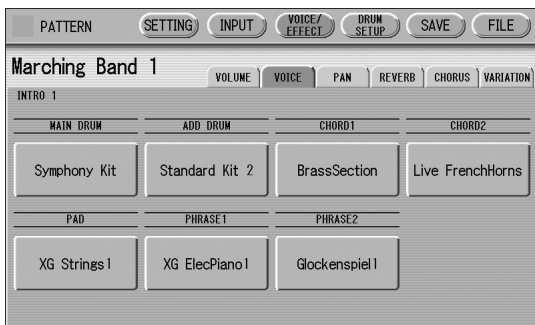 PATTERN SETTING INPUT VOICE/ EFFECT DRUM SETUP SAVE FILE
Marching Band 1
VOLUME VOICE PAN REVERB CHORUS VARIATION
INTRO 1
MAIN DRUM ADD DRUM CHORD1 CHORD2
Symphony Kit Standard Kit 2 BrassSection Live FrenchHorns
PAD PHRASE1 PHRASE2
XG Strings1 XG ElecPiano1 Glockenspiel1